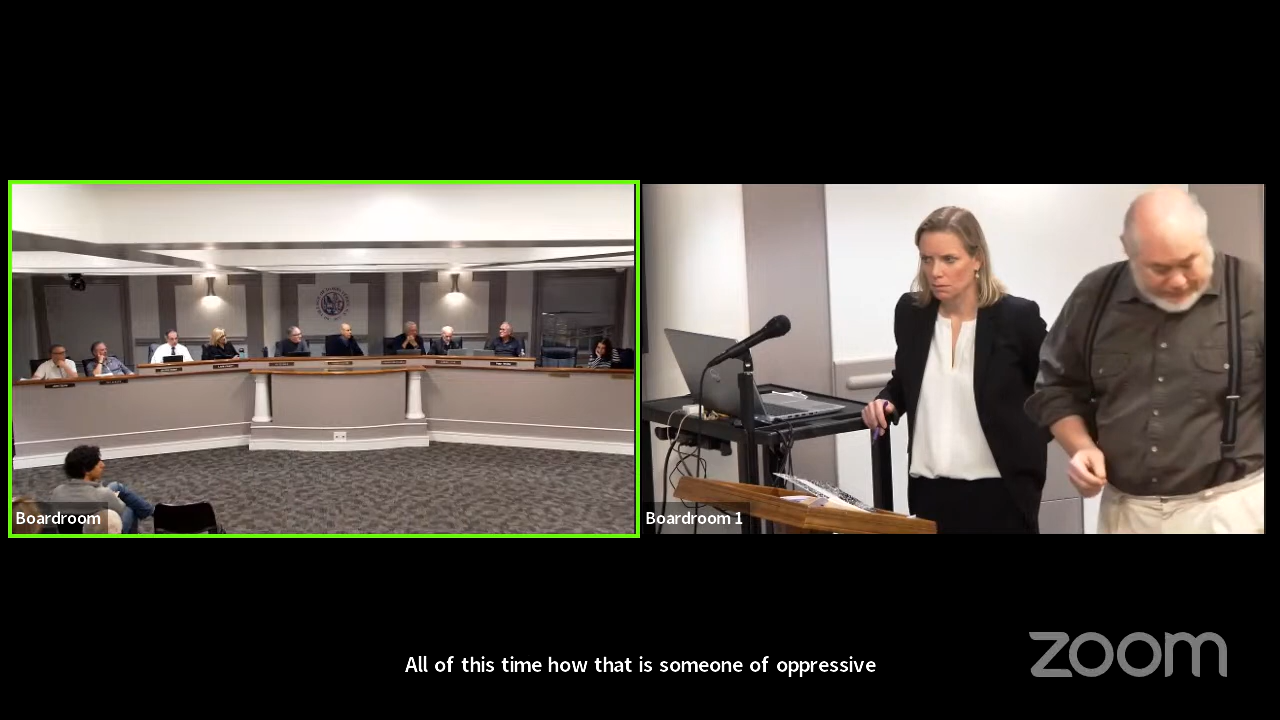 Boardroom
Boardroom 1
All of this time how that is someone of oppressive
zoom